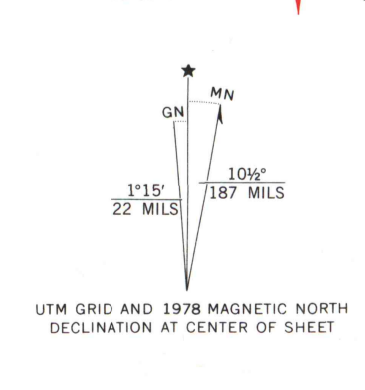 MN
GN
10½°
187 MILS
1°15′
22 MILS
UTM GRID AND 1978 MAGNETIC NORTH
DECLINATION AT CENTER OF SHEET